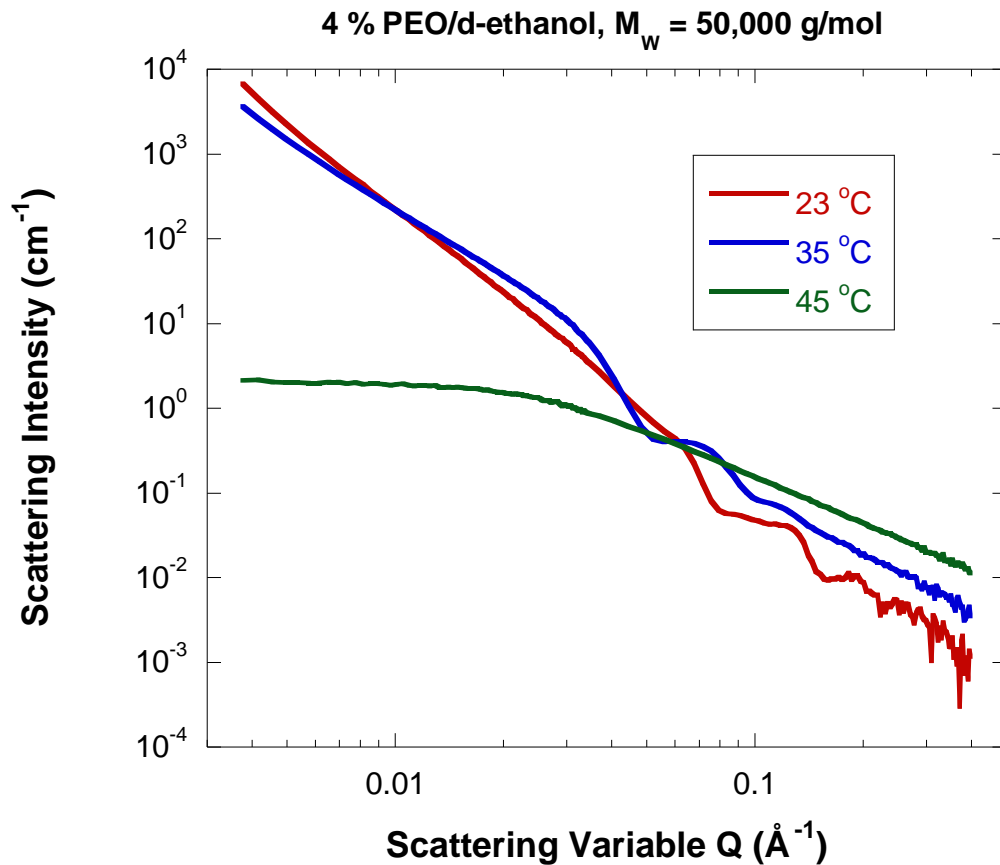 4 % PEO/d-ethanol, M_W = 50,000 g/mol
10^4
10^3
10^2
10^1
10^0
10^-1
10^-2
10^-3
10^-4
Scattering Intensity (cm^-1)
23 °C
35 °C
45 °C
0.01
0.1
Scattering Variable Q (Å^-1)